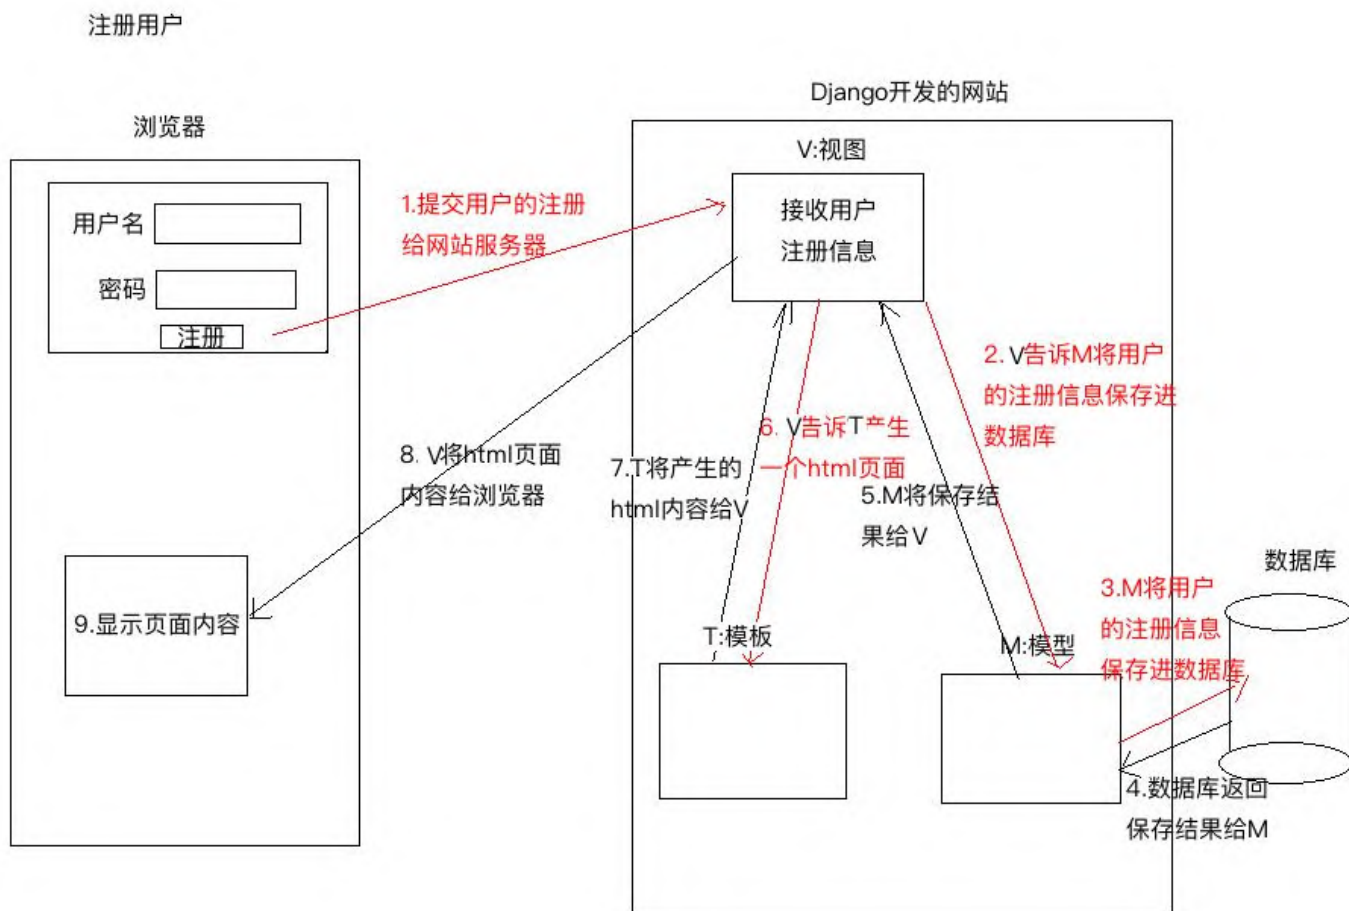 注册用户
浏览器
用户名
密码
注册
1.提交用户的注册
给网站服务器
Django开发的网站
V:视图
接收用户
注册信息
2. V告诉M将用户
的注册信息保存进
数据库
6. V告诉T产生
一个html页面
8. V将html页面
内容给浏览器
7.T将产生的
html内容给V
5.M将保存结
果给V
9.显示页面内容
T:模板
M:模型
3.M将用户
的注册信息
保存进数据库
数据库
4.数据库返回
保存结果给M